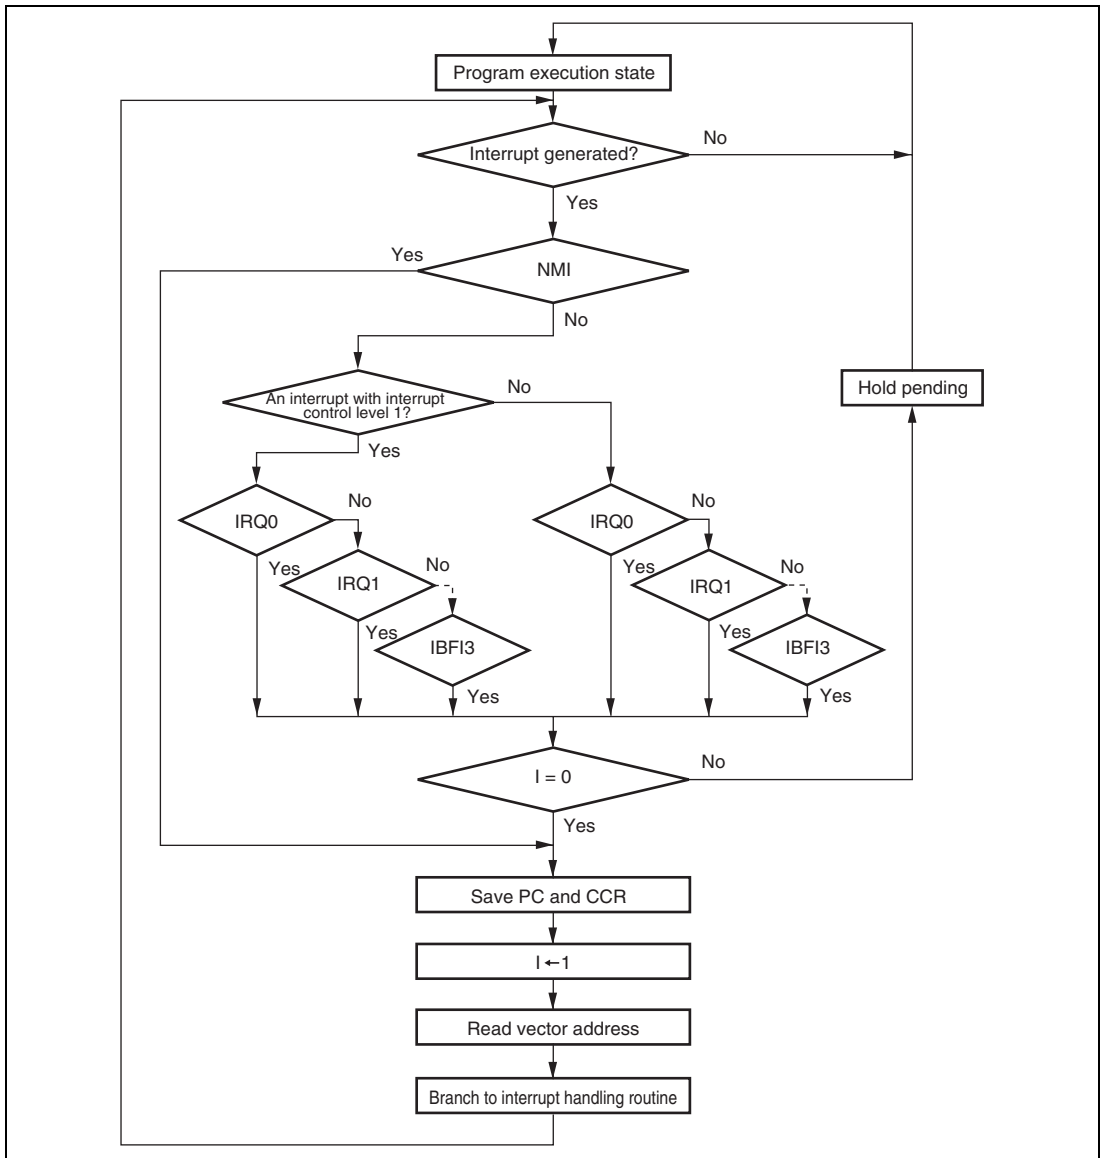 Program execution state
No
Interrupt generated?
Yes
Yes
NMI
No
No
An interrupt with interrupt
control level 1?
Hold pending
Yes
No
No
IRQ0
IRQ0
Yes
No
Yes
No
IRQ1
IRQ1
Yes
Yes
IBFI3
IBFI3
Yes
Yes
No
I = 0
Yes
Save PC and CCR
I ←1
Read vector address
Branch to interrupt handling routine